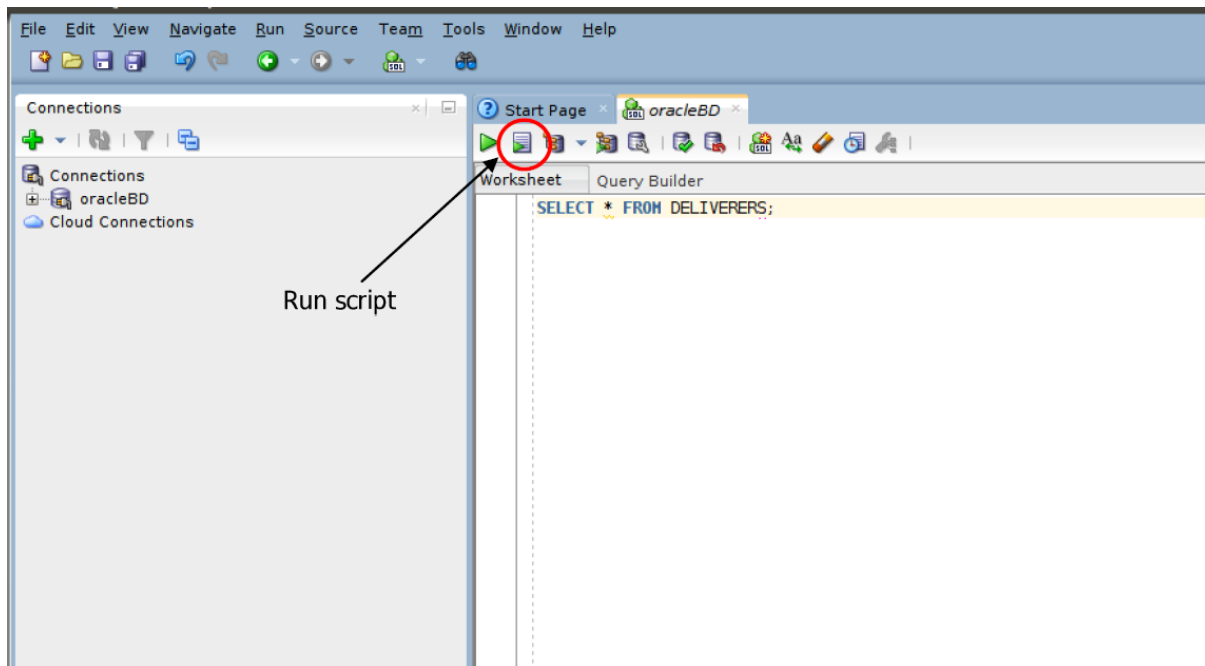 File Edit View Navigate Run Source Team Tools Window Help
Connections
Start Page oracleBD
Worksheet Query Builder
Connections
oracleBD
Cloud Connections
SELECT * FROM DELIVERERS;
Run script